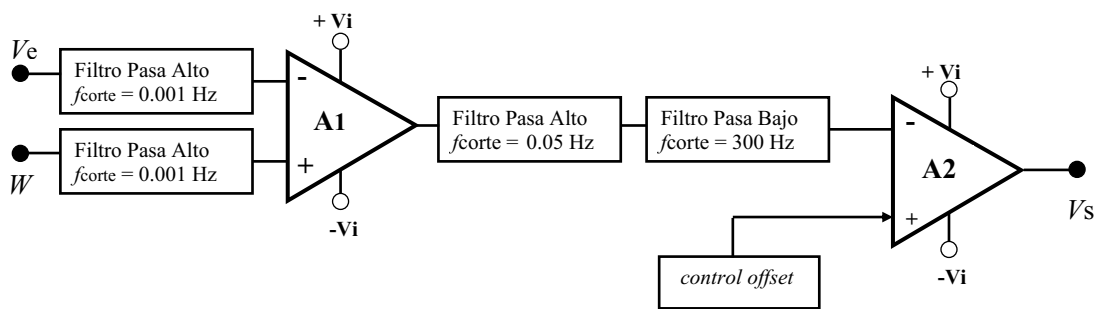 + Vi
Ve
Filtro Pasa Alto
fcorte = 0.001 Hz
-
A1
+
W
Filtro Pasa Alto
fcorte = 0.001 Hz
-Vi
Filtro Pasa Alto
fcorte = 0.05 Hz
Filtro Pasa Bajo
fcorte = 300 Hz
+ Vi
-
A2
+
Vs
control offset
-Vi